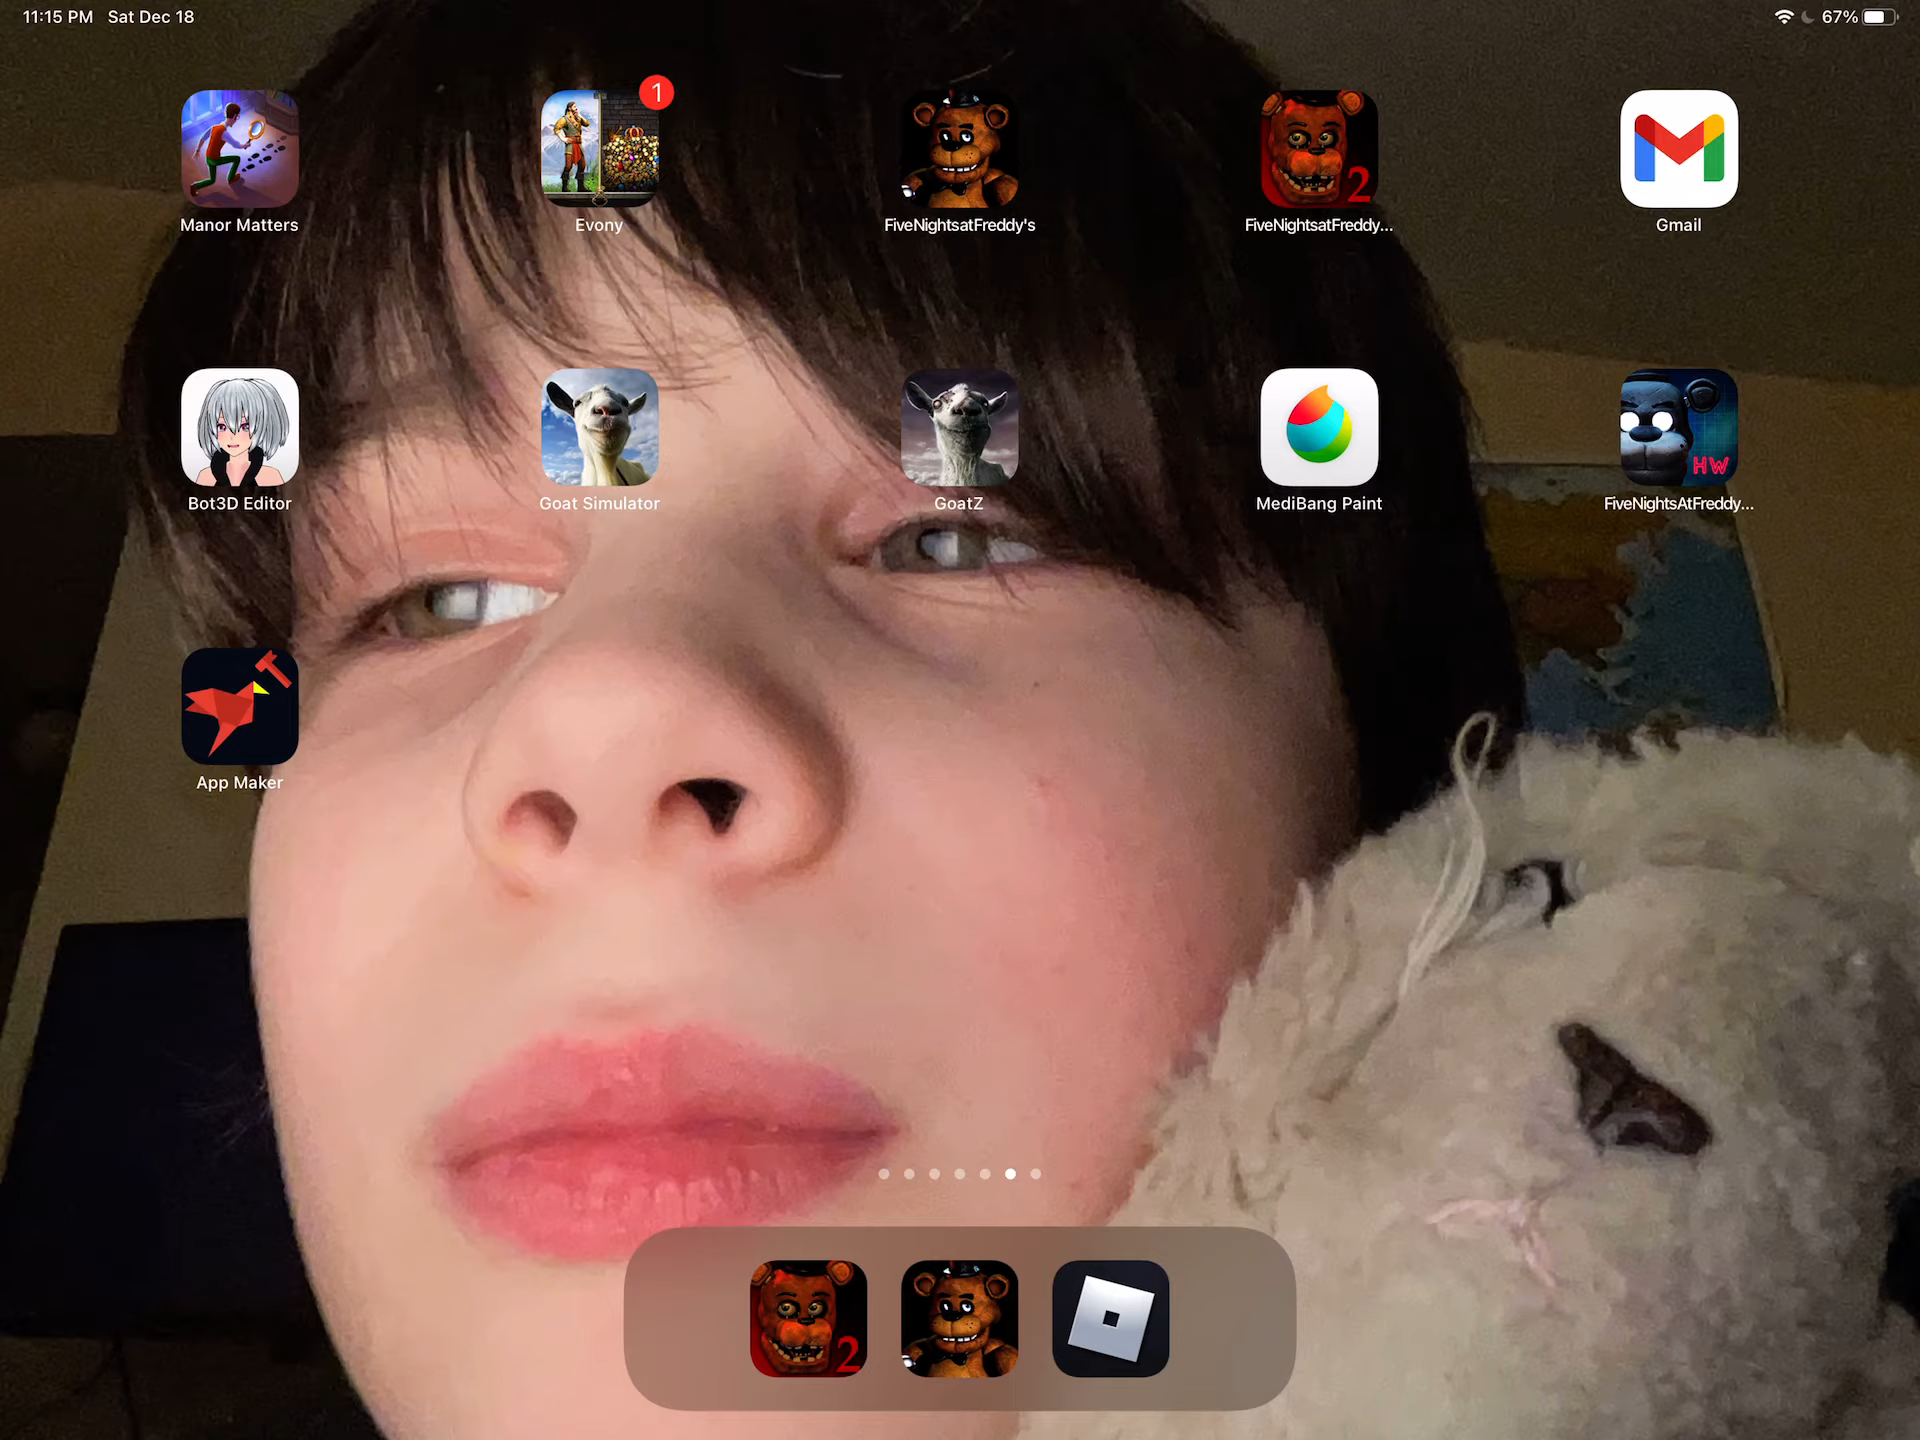 11:15 PM Sat Dec 18
67%
1
2
Manor Matters
Evony
FiveNightsatFreddy's
FiveNightsatFreddy...
Gmail
HW
Bot3D Editor
Goat Simulator
GoatZ
MediBang Paint
FiveNightsAtFreddy...
App Maker
2